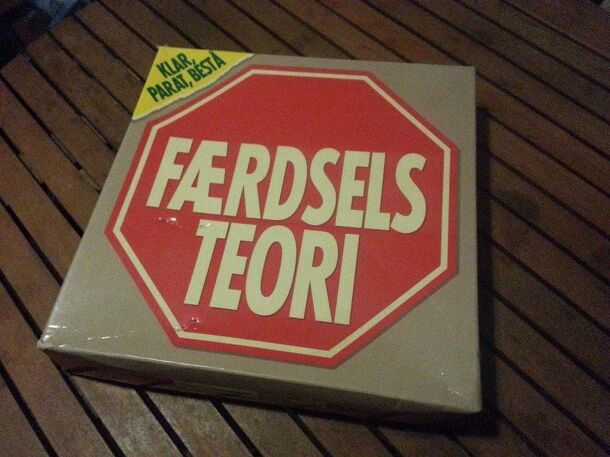 KLAR,
PARAT, BESTÅ
FÆRDSELS
TEORI